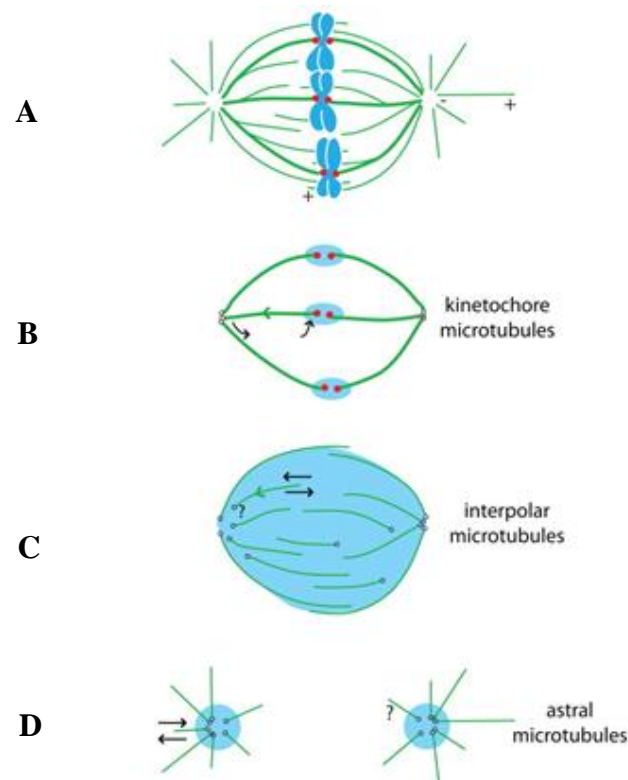 A
-
-
+
+
B
kinetochore
microtubules
C
?
interpolar
microtubules
D
?
astral
microtubules